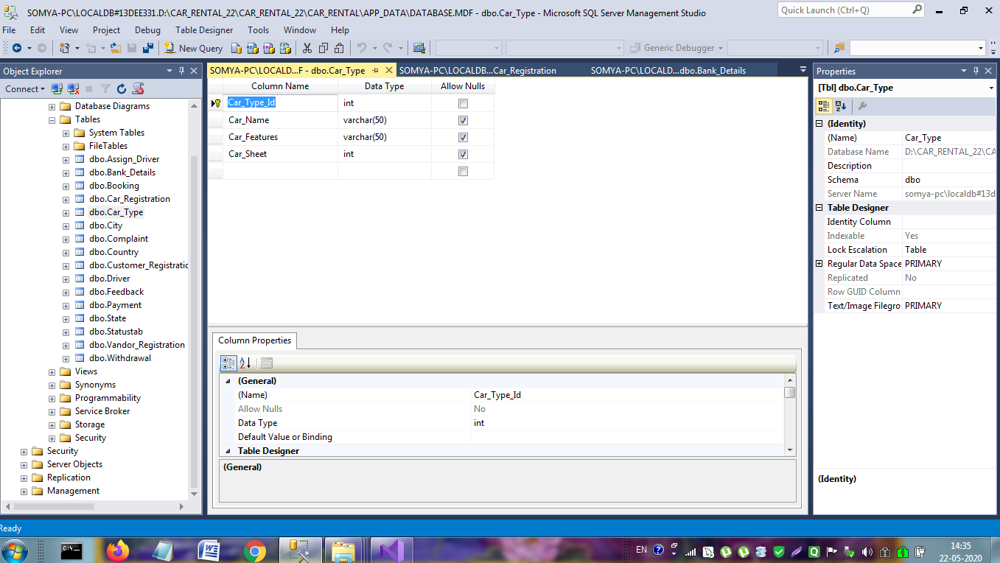 SOMYA-PC\LOCALDB#13DEE331.D:\CAR_RENTAL_22\CAR_RENTAL_22\CAR_RENTAL\APP_DATA\DATABASE.MDF - dbo.Car_Type - Microsoft SQL Server Management Studio
Quick Launch (Ctrl+Q)
File Edit View Project Debug Table Designer Tools Window Help
New Query
Generic Debugger
Object Explorer
Connect
Database Diagrams
Tables
System Tables
FileTables
dbo.Assign_Driver
dbo.Bank_Details
dbo.Booking
dbo.Car_Registration
dbo.Car_Type
dbo.City
dbo.Complaint
dbo.Country
dbo.Customer_Registratic
dbo.Driver
dbo.Feedback
dbo.Payment
dbo.State
dbo.Statustab
dbo.Vandor_Registration
dbo.Withdrawal
Views
Synonyms
Programmability
Service Broker
Storage
Security
Security
Server Objects
Replication
Management
SOMYA-PC\LOCALD...F - dbo.Car_Type SOMYA-PC\LOCALDB...Car_Registration SOMYA-PC\LOCALD...dbo.Bank_Details
Column Name Data Type Allow Nulls
Car_Type_Id int
Car_Name varchar(50)
Car_Features varchar(50)
Car_Sheet int
Column Properties
(General)
(Name) Car_Type_Id
Allow Nulls No
Data Type int
Default Value or Binding
Table Designer
(General)
Properties
[Tbl] dbo.Car_Type
(Identity)
(Name) Car_Type
Database Name D:\CAR_RENTAL_22\CA
Description
Schema dbo
Server Name somya-pc\localdb#13d
Table Designer
Identity Column
Indexable Yes
Lock Escalation Table
Regular Data Space PRIMARY
Replicated No
Row GUID Column
Text/Image Filegro PRIMARY
(Identity)
Ready
EN
14:35
22-05-2020